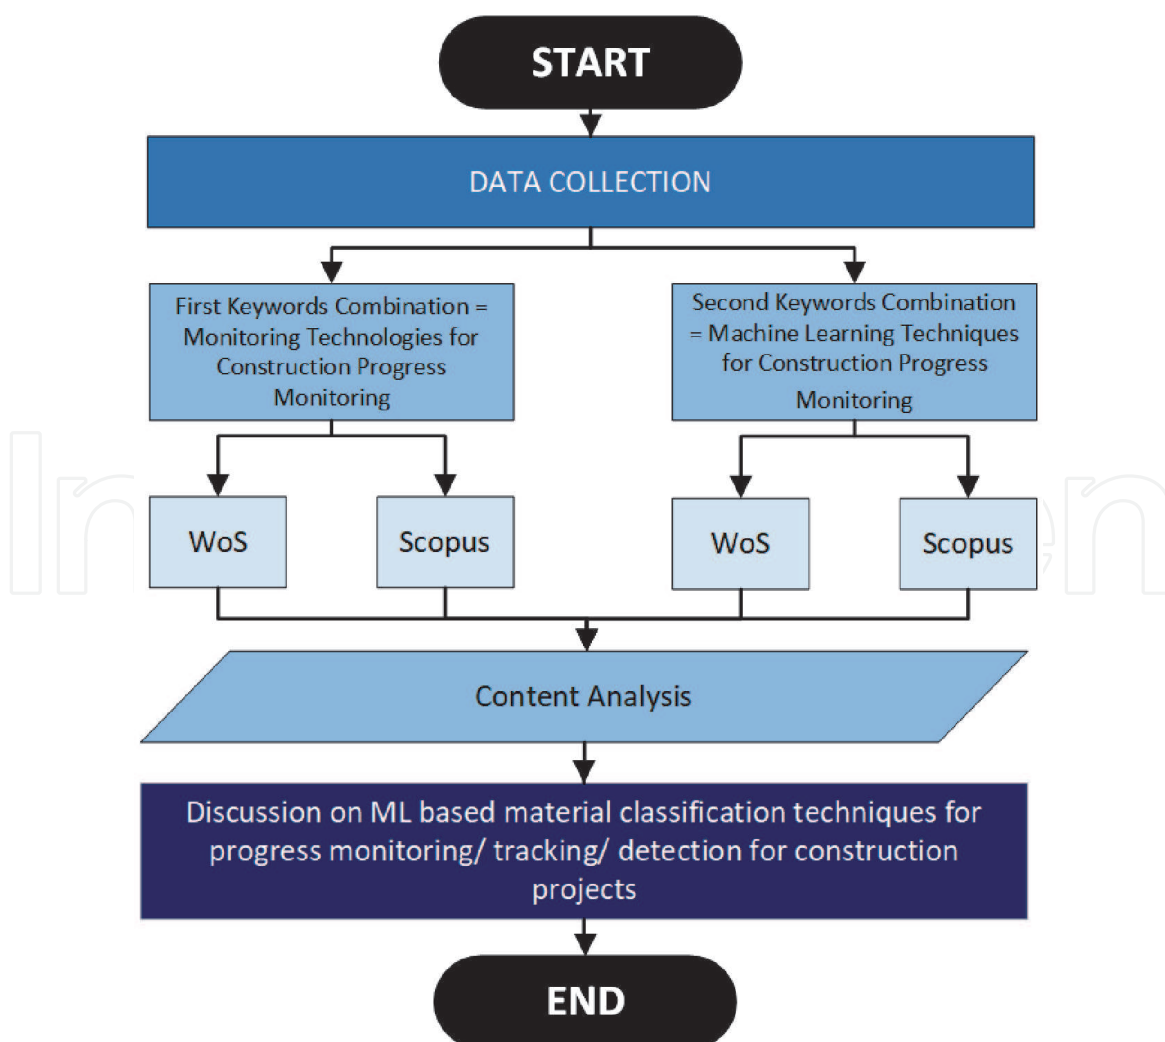 START
DATA COLLECTION
First Keywords Combination =
Monitoring Technologies for
Construction Progress
Monitoring
Second Keywords Combination
= Machine Learning Techniques
for Construction Progress
Monitoring
WoS
Scopus
WoS
Scopus
Content Analysis
Discussion on ML based material classification techniques for
progress monitoring/ tracking/ detection for construction
projects
END